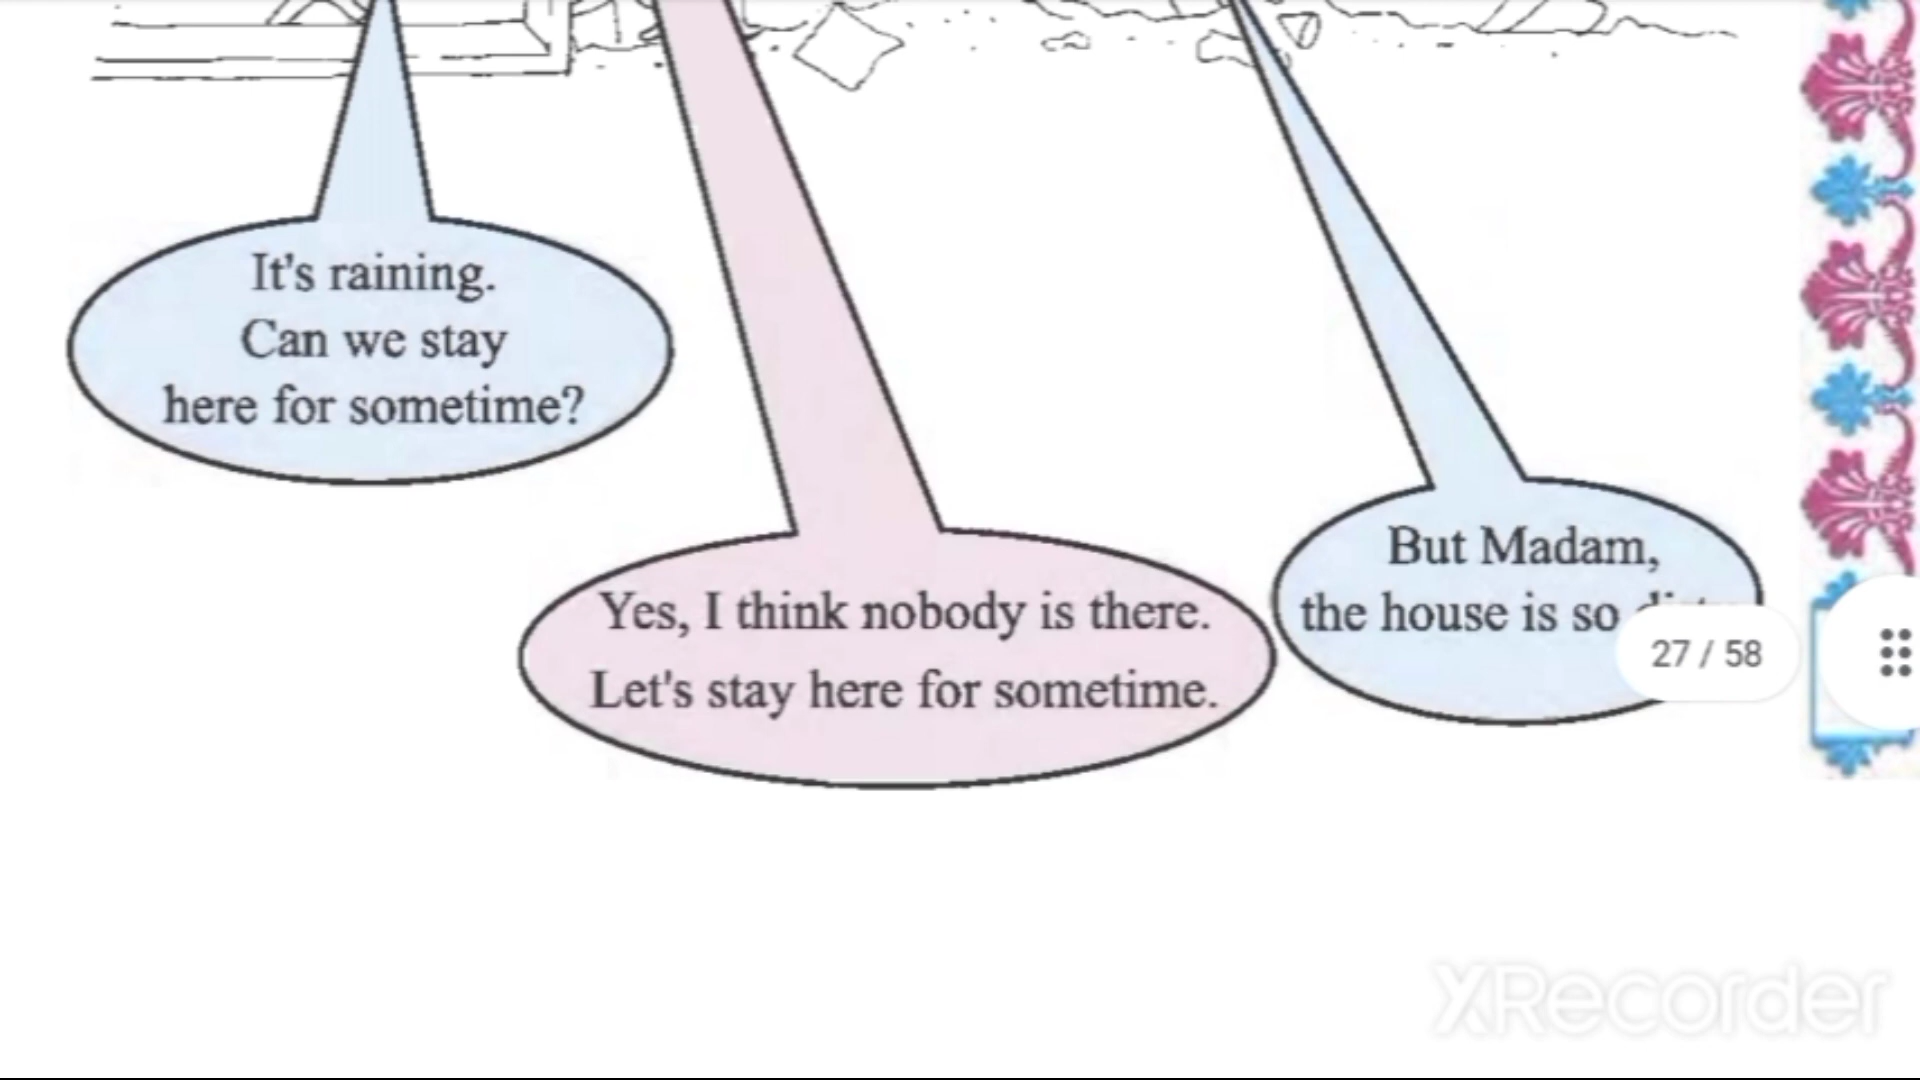 It's raining.
Can we stay
here for sometime?
Yes, I think nobody is there.
Let's stay here for sometime.
But Madam,
the house is so
27 / 58
XRecorder